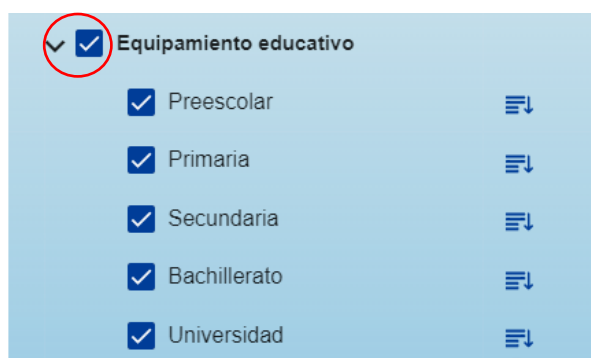 Equipamiento educativo
Preescolar
Primaria
Secundaria
Bachillerato
Universidad